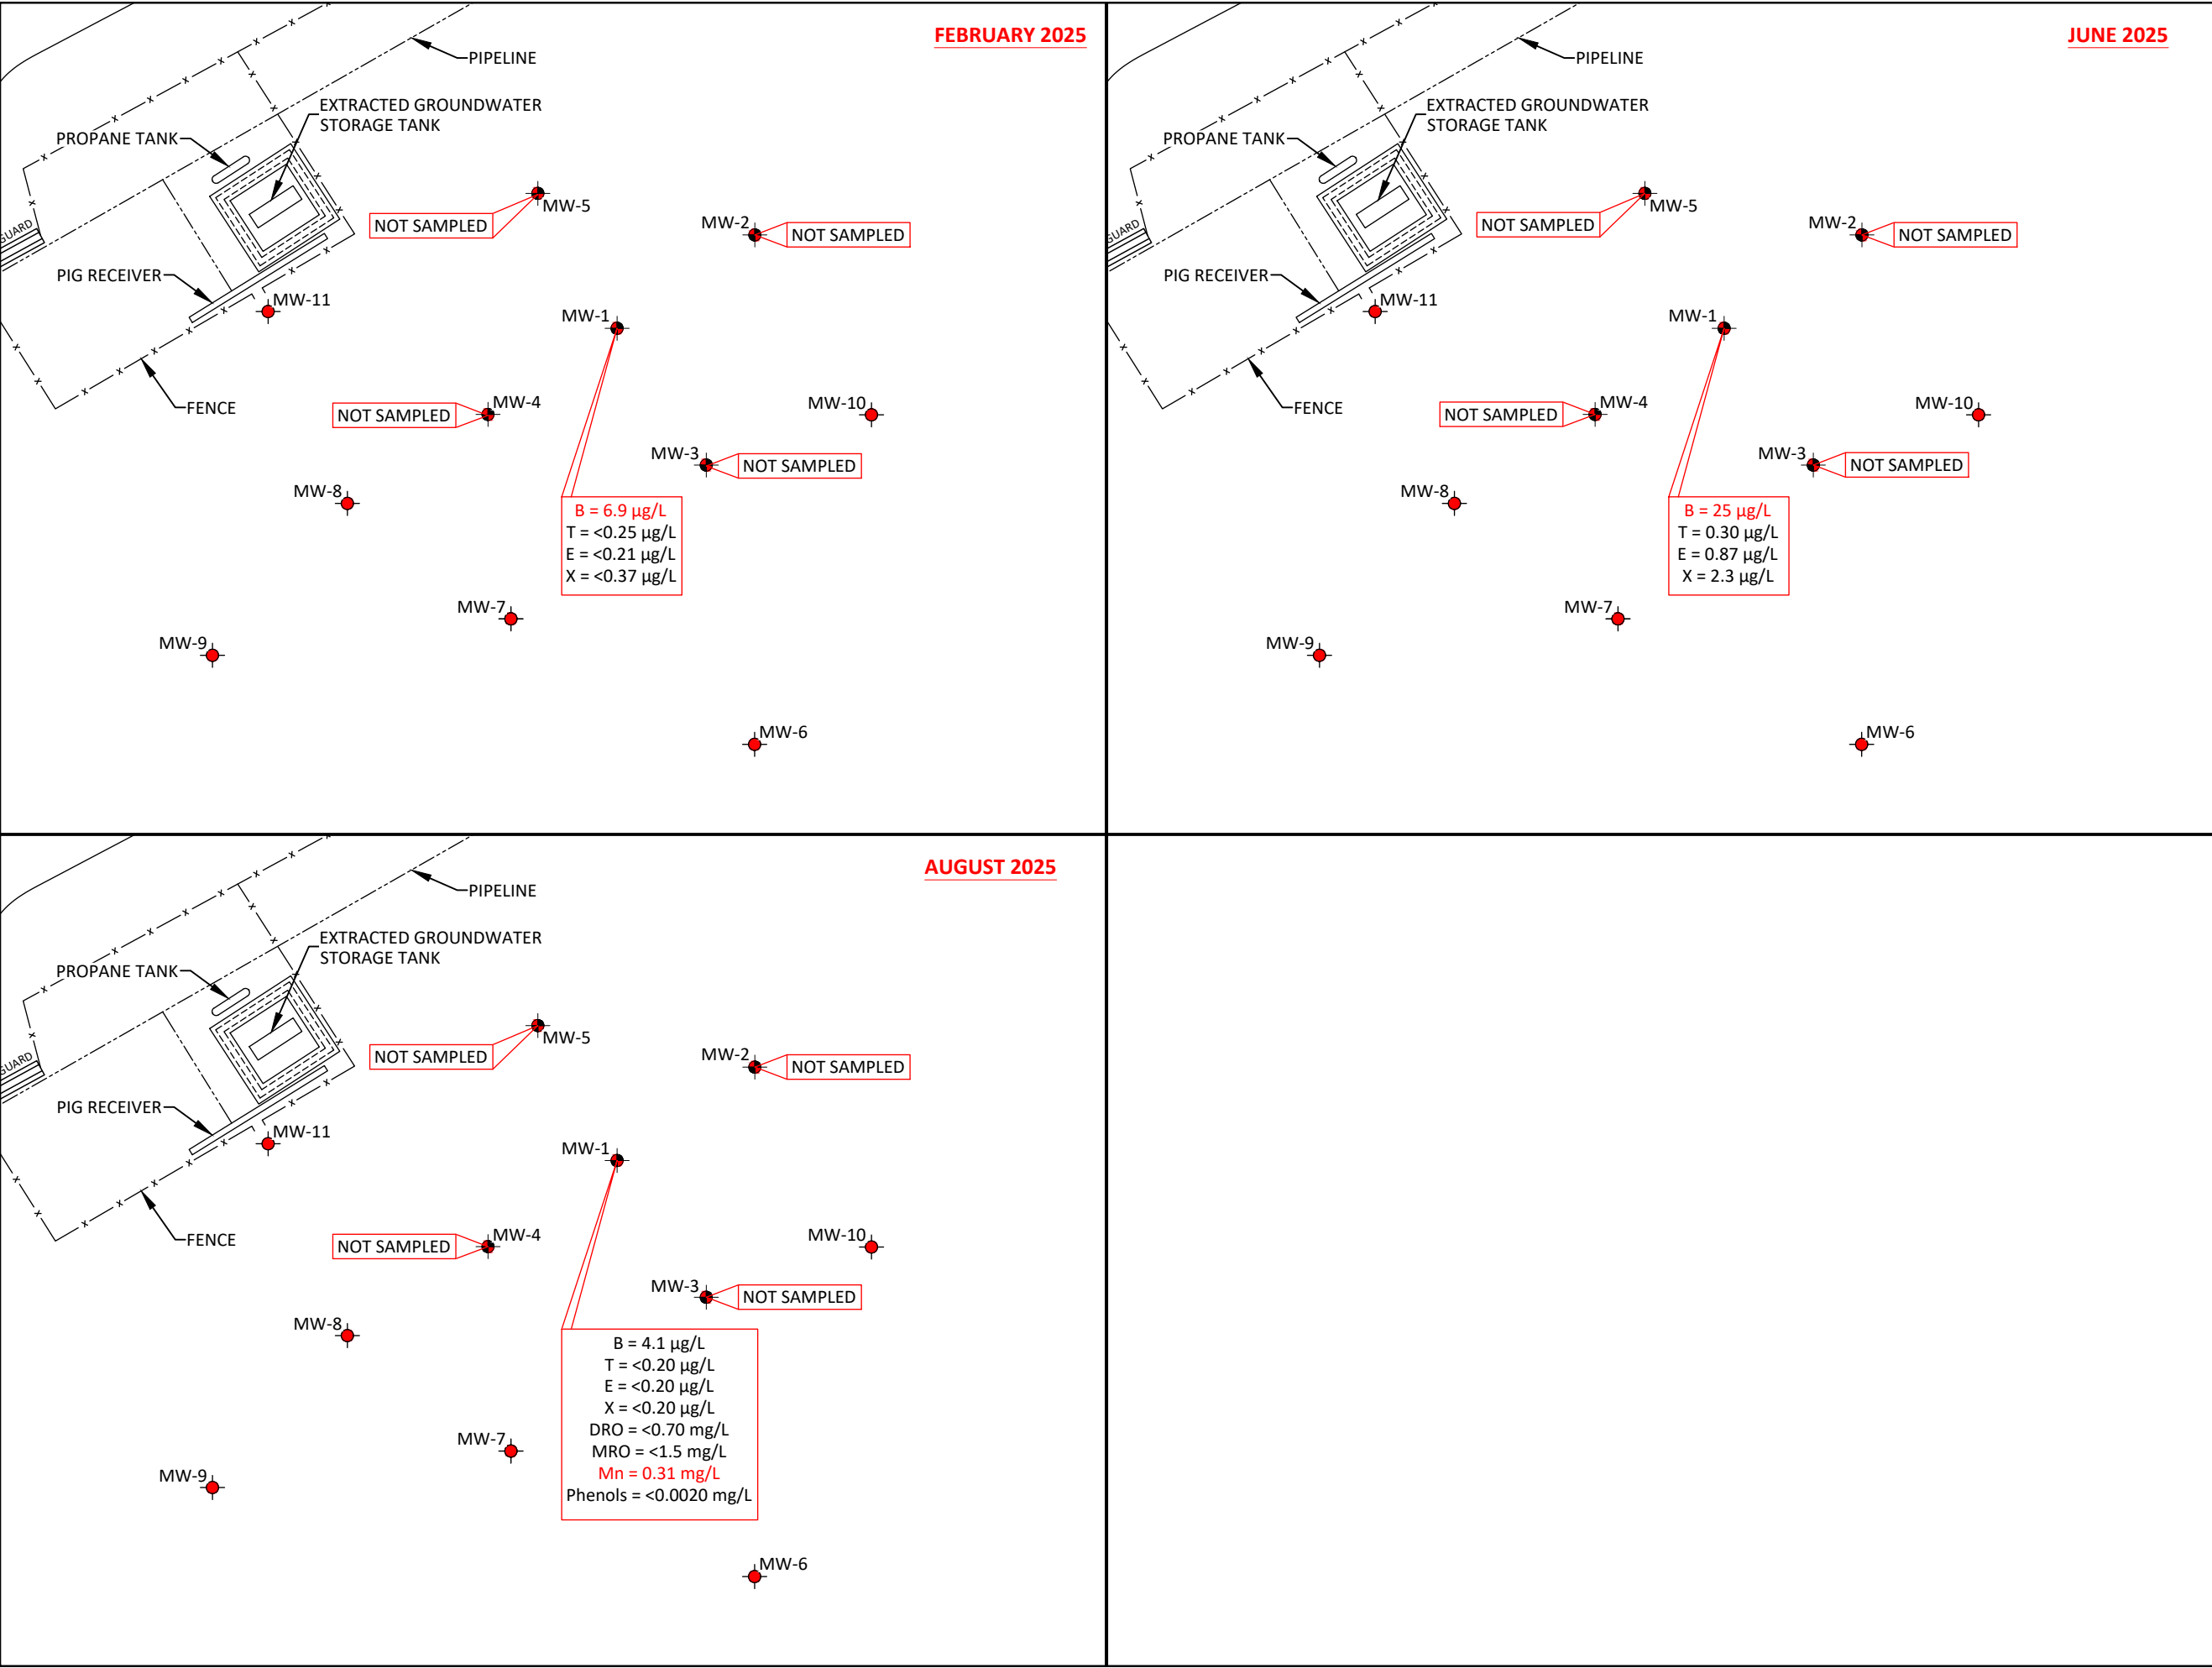 FEBRUARY 2025
PIPELINE
EXTRACTED GROUNDWATER
STORAGE TANK
PROPANE TANK
MW-5
NOT SAMPLED
MW-2
NOT SAMPLED
GUARD
PIG RECEIVER
MW-11
MW-1
FENCE
NOT SAMPLED
MW-4
MW-10
MW-3
NOT SAMPLED
MW-8
B = 6.9 µg/L
T = <0.25 µg/L
E = <0.21 µg/L
X = <0.37 µg/L
MW-7
MW-9
MW-6
JUNE 2025
PIPELINE
EXTRACTED GROUNDWATER
STORAGE TANK
PROPANE TANK
MW-5
NOT SAMPLED
MW-2
NOT SAMPLED
GUARD
PIG RECEIVER
MW-11
MW-1
FENCE
NOT SAMPLED
MW-4
MW-10
MW-3
NOT SAMPLED
MW-8
B = 25 µg/L
T = 0.30 µg/L
E = 0.87 µg/L
X = 2.3 µg/L
MW-7
MW-9
MW-6
AUGUST 2025
PIPELINE
EXTRACTED GROUNDWATER
STORAGE TANK
PROPANE TANK
MW-5
NOT SAMPLED
MW-2
NOT SAMPLED
GUARD
PIG RECEIVER
MW-11
MW-1
FENCE
NOT SAMPLED
MW-4
MW-10
MW-3
NOT SAMPLED
MW-8
B = 4.1 µg/L
T = <0.20 µg/L
E = <0.20 µg/L
X = <0.20 µg/L
DRO = <0.70 mg/L
MRO = <1.5 mg/L
Mn = 0.31 mg/L
Phenols = <0.0020 mg/L
MW-7
MW-9
MW-6